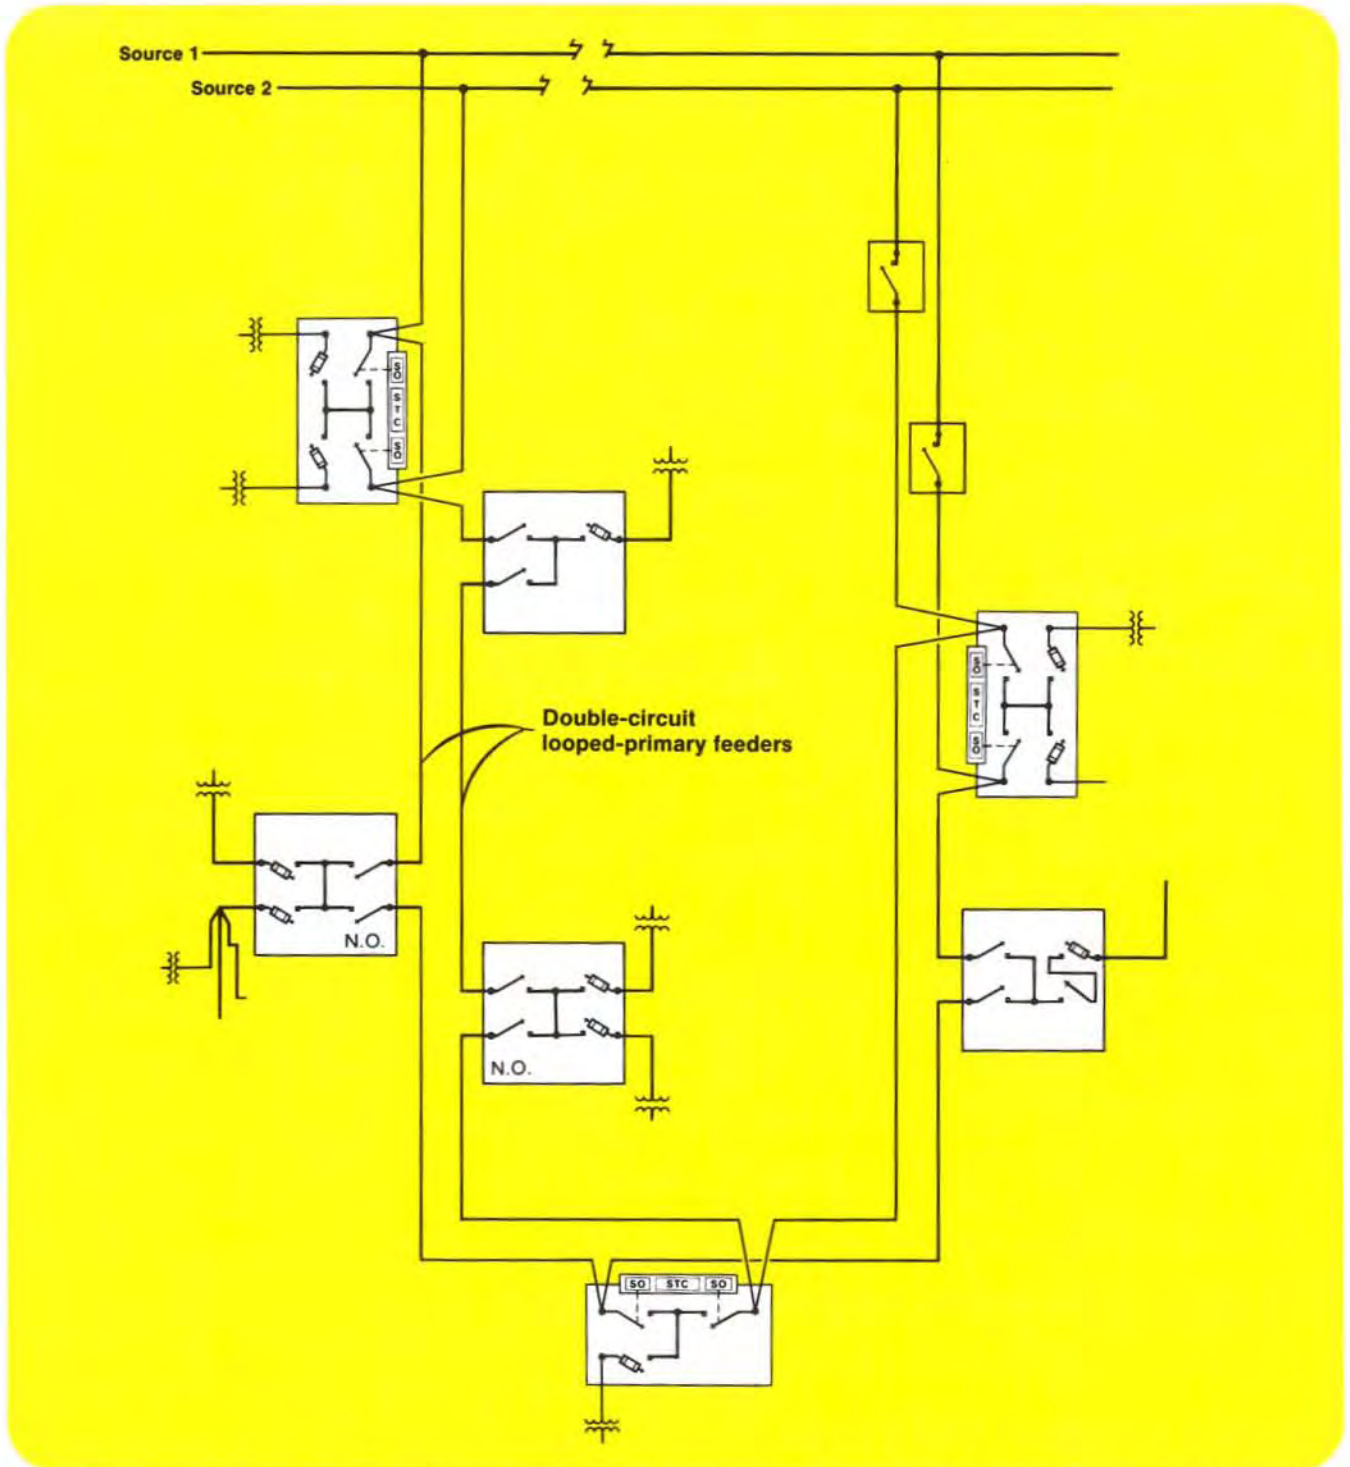 Source 1
Source 2
SO
STC
SO
Double-circuit
looped-primary feeders
SO
STC
SO
N.O.
N.O.
SO STC SO